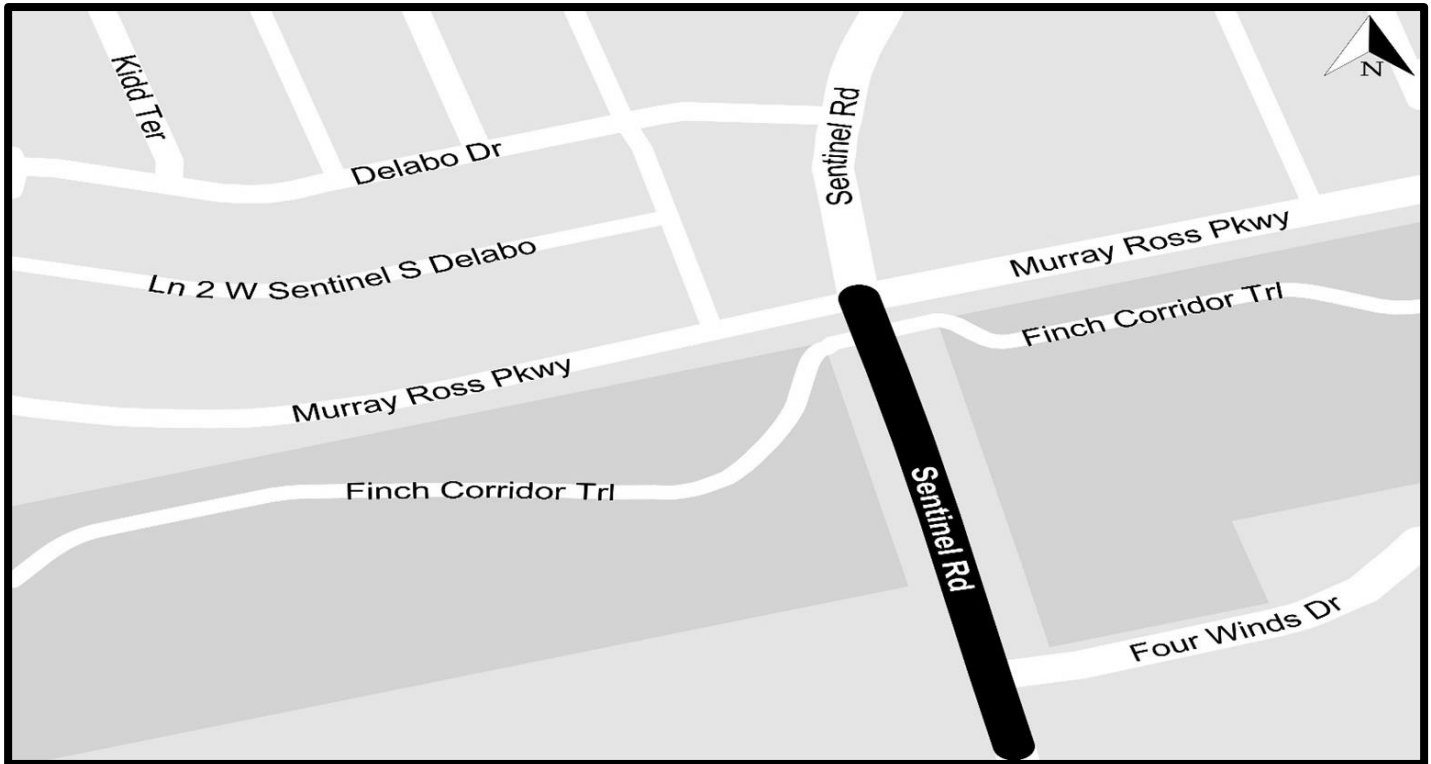 Kidd Ter
N
Sentinel Rd
Delabo Dr
Murray Ross Pkwy
Ln 2 W Sentinel S Delabo
Finch Corridor Trl
Murray Ross Pkwy
Finch Corridor Trl
Sentinel Rd
Four Winds Dr